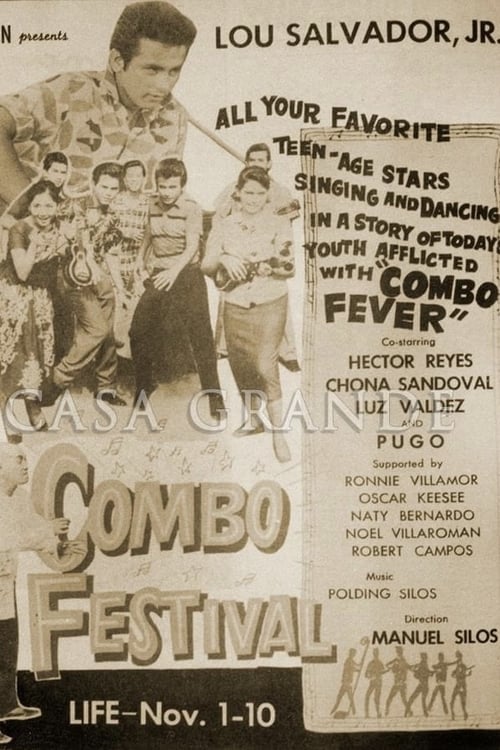 N presents
LOU SALVADOR, JR.
ALL YOUR FAVORITE
TEEN-AGE STARS
SINGING AND DANCING
IN A STORY OF TODAY
YOUTH AFFLICTED
WITH "COMBO
FEVER"
Co-starring
HECTOR REYES
CHONA SANDOVAL
LUZ VALDEZ
AND
PUGO
CASA GRANDE
Supported by
RONNIE VILLAMOR
OSCAR KEESEE
NATY BERNARDO
NOEL VILLAROMAN
ROBERT CAMPOS
Music
POLDING SILOS
Direction
MANUEL SILOS
COMBO
FESTIVAL
LIFE-Nov. 1-10